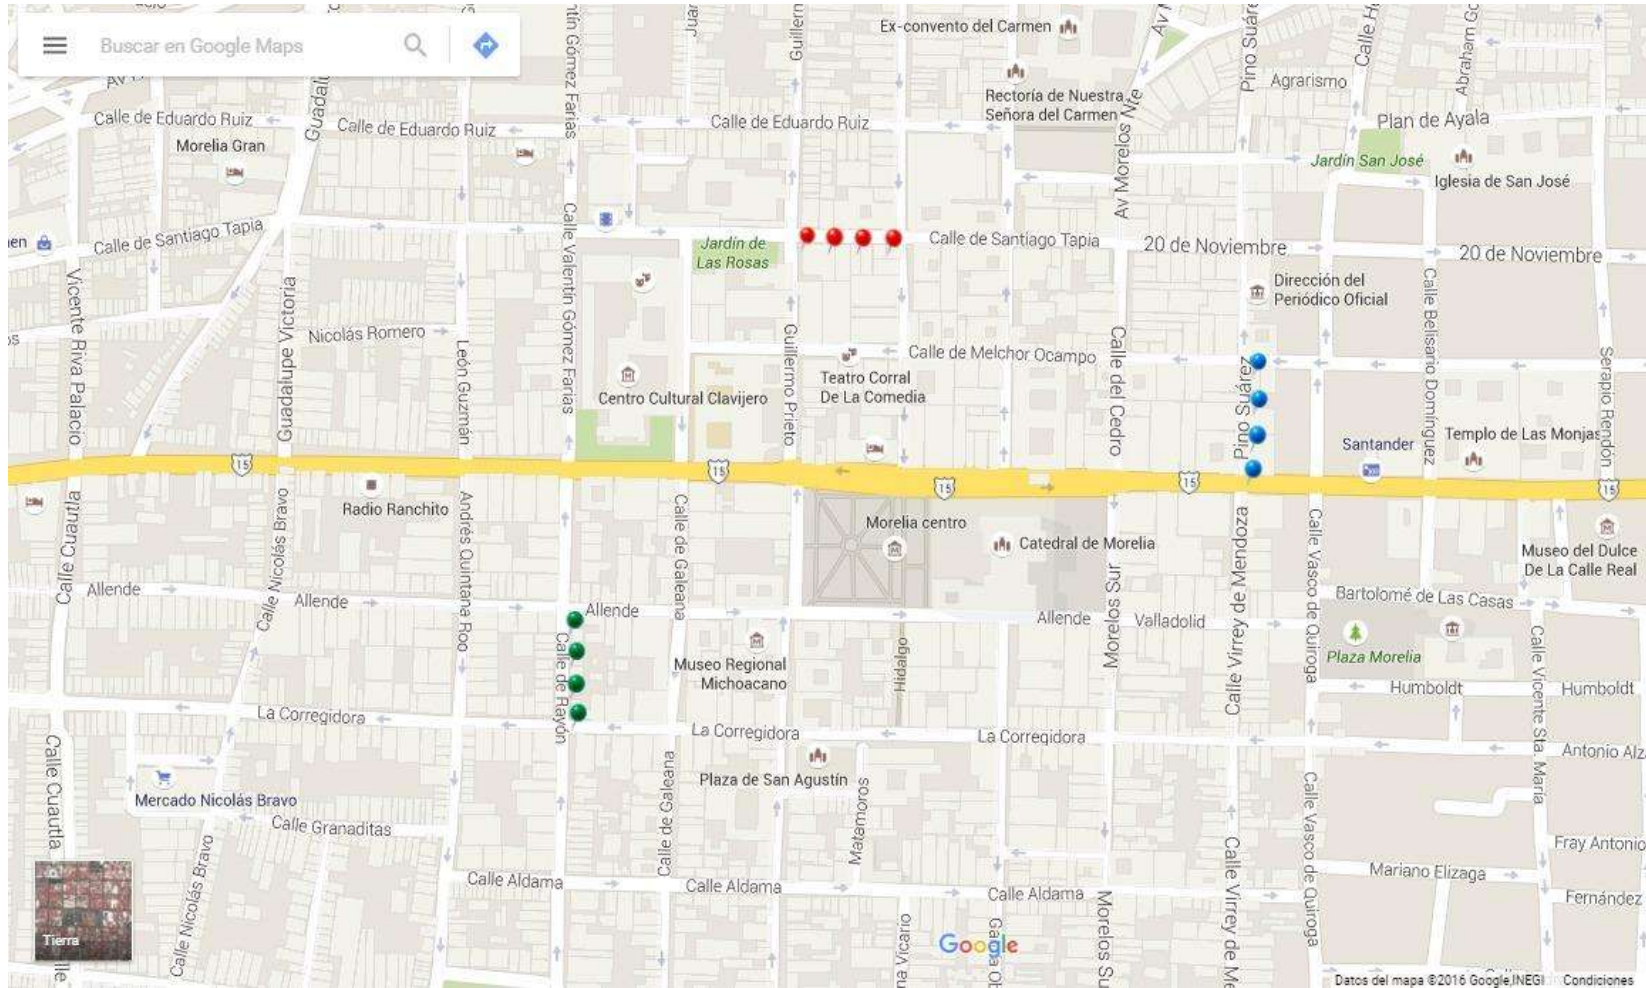 Ex-convento del Carmen
Buscar en Google Maps
Agrarismo
Rectoría de Nuestra
Señora del Carmen
Calle de Eduardo Ruiz
Calle de Eduardo Ruiz
Calle de Eduardo Ruiz
Plan de Ayala
Morelia Gran
Jardín San José
Iglesia de San José
Av Morelos Nte
Calle de Santiago Tapia
Jardín de
Las Rosas
Calle de Santiago Tapia
20 de Noviembre
20 de Noviembre
Dirección del
Periódico Oficial
Vicente Riva Palacio
Guadalupe Victoria
Calle Valentín Gómez Farías
Nicolás Romero
León Guzmán
Guillermo Prieto
Calle de Melchor Ocampo
Calle del Cedro
Pino Suárez
Calle Belisario Domínguez
Serapio Rendón
Centro Cultural Clavijero
Teatro Corral
De La Comedia
Santander
Templo de Las Monjas
15
15
15
15
15
Radio Ranchito
Morelia centro
Catedral de Morelia
Museo del Dulce
De La Calle Real
Calle Cuautla
Calle Nicolás Bravo
Andrés Quintana Roo
Calle de Galeana
Morelos Sur
Calle Virrey de Mendoza
Calle Vasco de Quiroga
Allende
Allende
Allende
Allende
Valladolid
Bartolomé de Las Casas
Plaza Morelia
Calle de Rayón
Museo Regional
Michoacano
Hidalgo
Humboldt
Humboldt
Calle Vicente Sta. María
La Corregidora
La Corregidora
La Corregidora
Antonio Alz
Plaza de San Agustín
Mercado Nicolás Bravo
Calle Granaditas
Calle Cuautla
Calle Nicolás Bravo
Calle de Galeana
Matamoros
Calle Vasco de Quiroga
Fray Antonio
Mariano Elizaga
Calle Aldama
Calle Aldama
Calle Aldama
Fernández
Tierra
Google
Datos del mapa ©2016 Google, INEGI
Condiciones